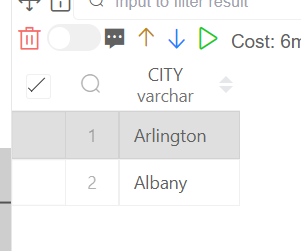 Input to filter result
Cost: 6m
CITY
varchar
1 Arlington
2 Albany